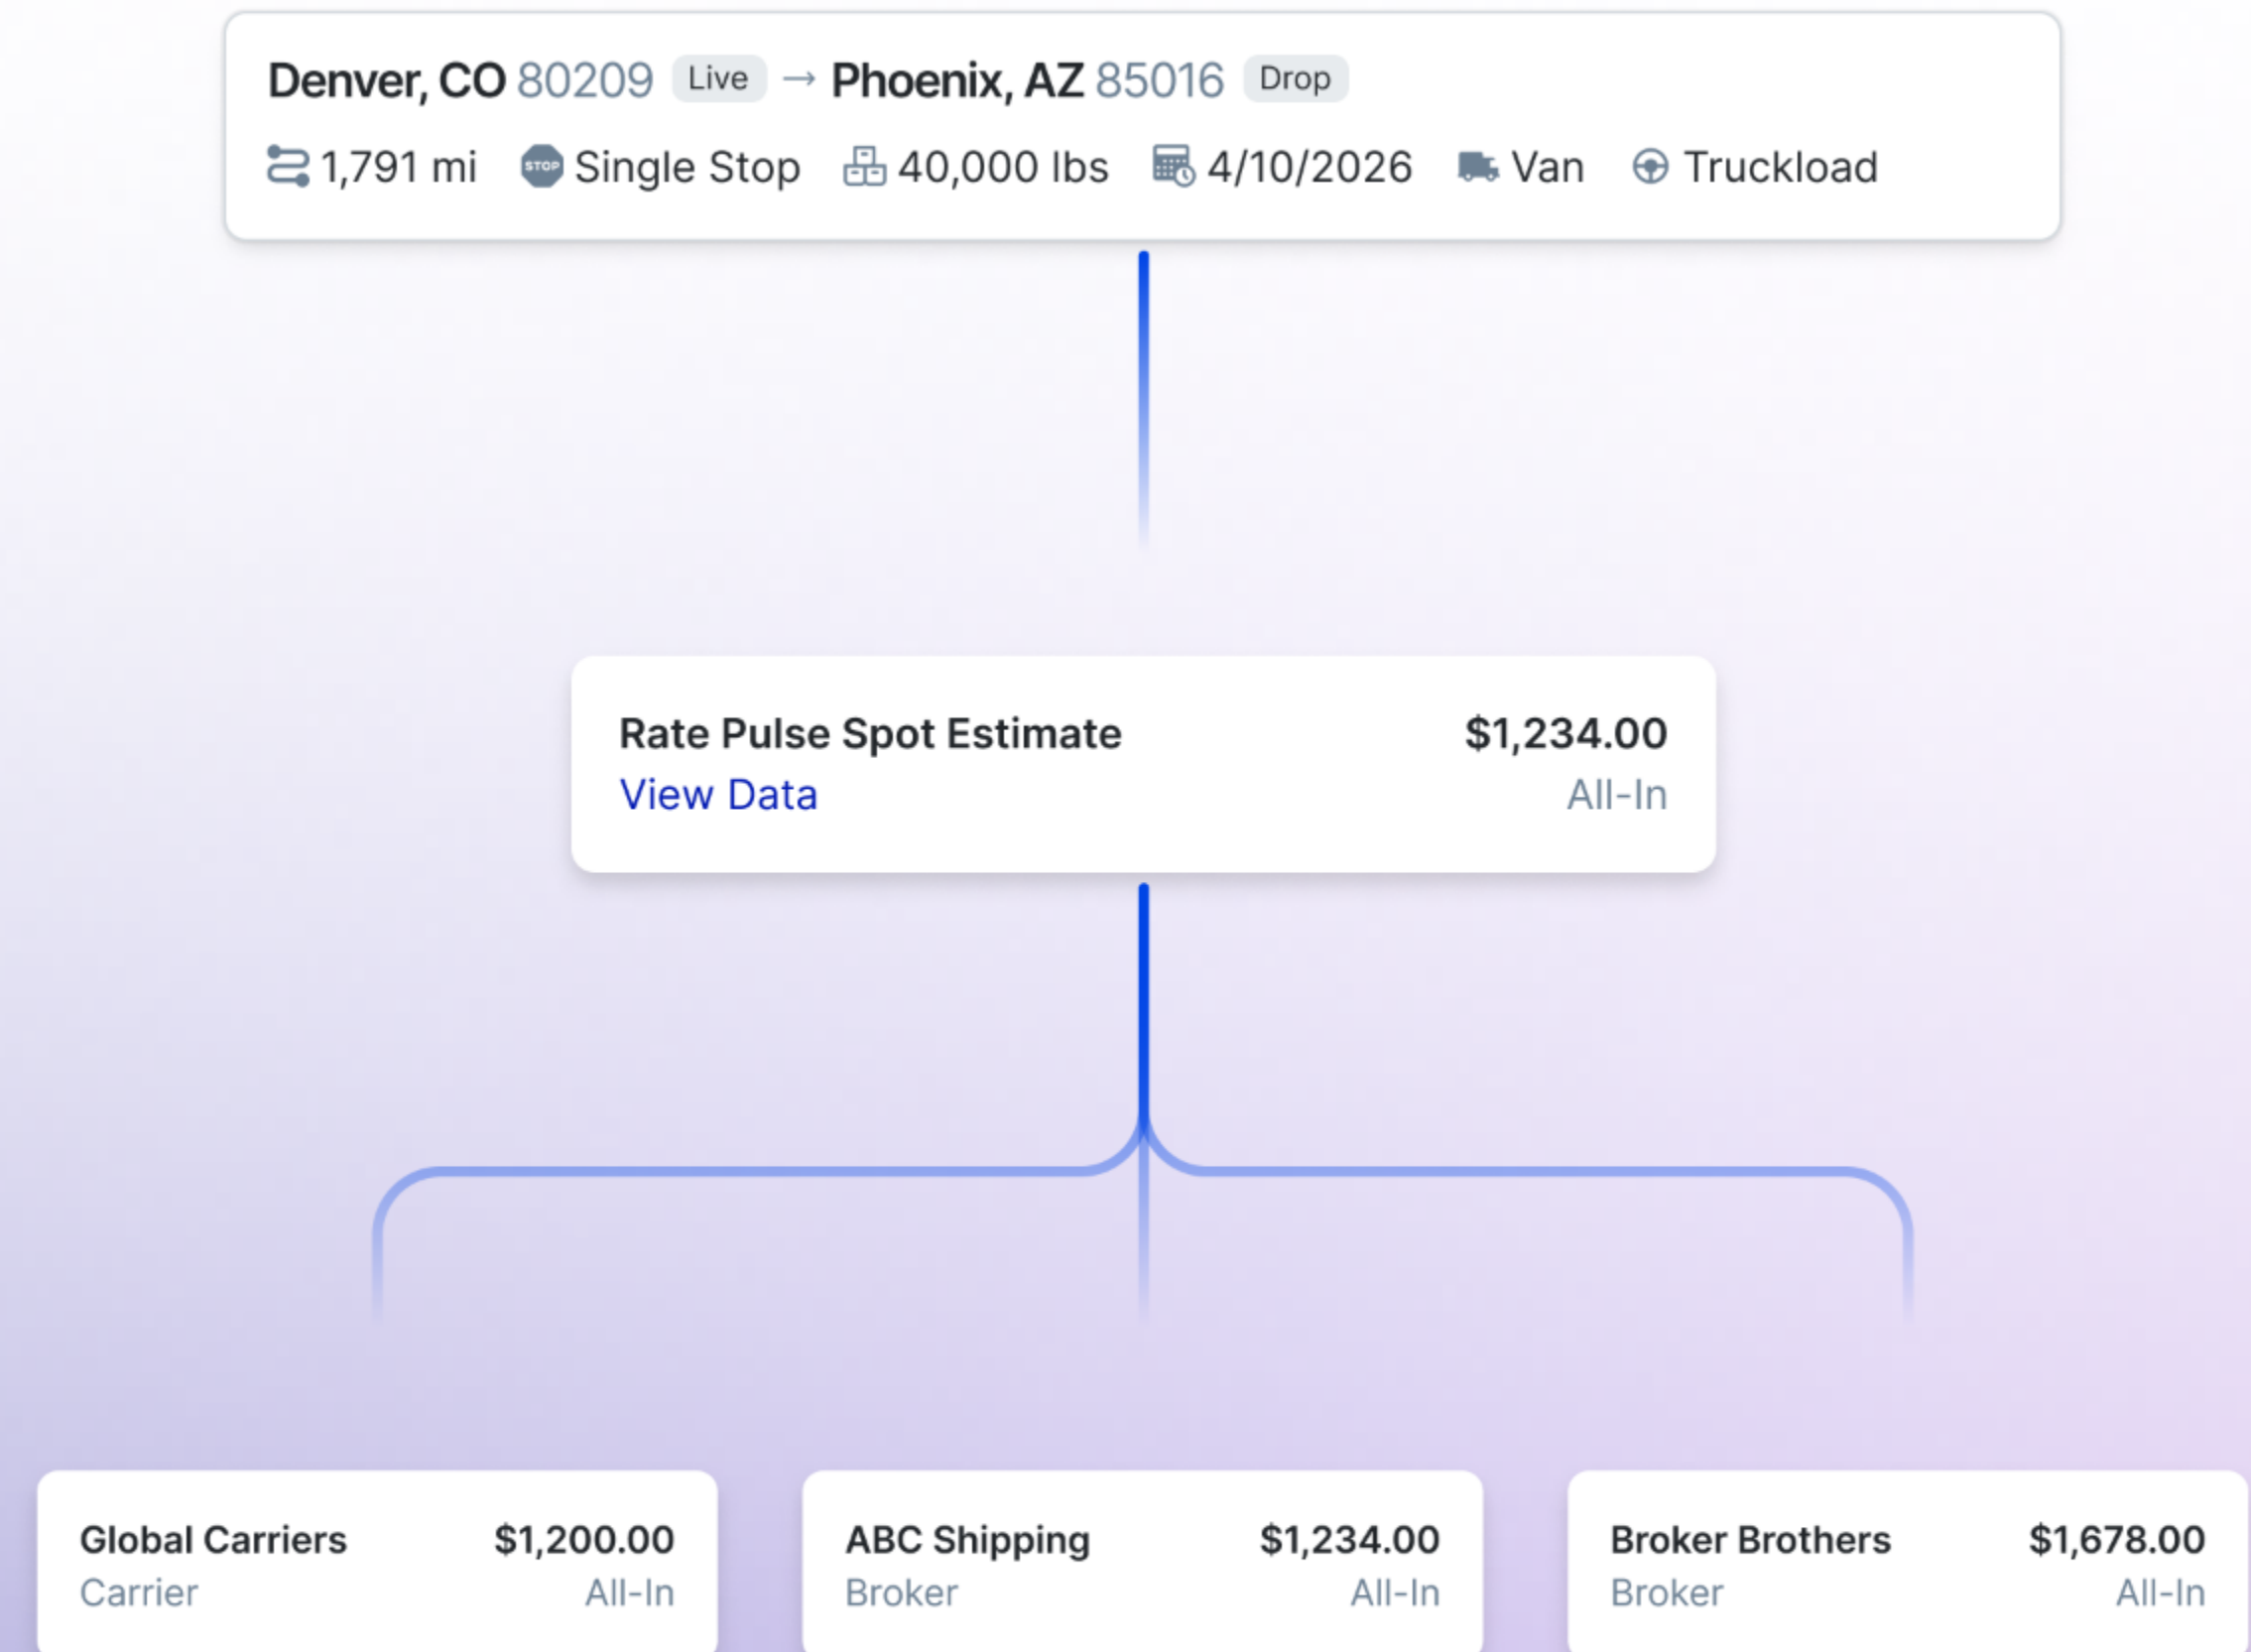 Denver, CO 80209 Live → Phoenix, AZ 85016 Drop
1,791 mi STOP Single Stop 40,000 lbs 4/10/2026 Van Truckload
Rate Pulse Spot Estimate $1,234.00
View Data All-In
Global Carriers $1,200.00 ABC Shipping $1,234.00 Broker Brothers $1,678.00
Carrier All-In Broker All-In Broker All-In